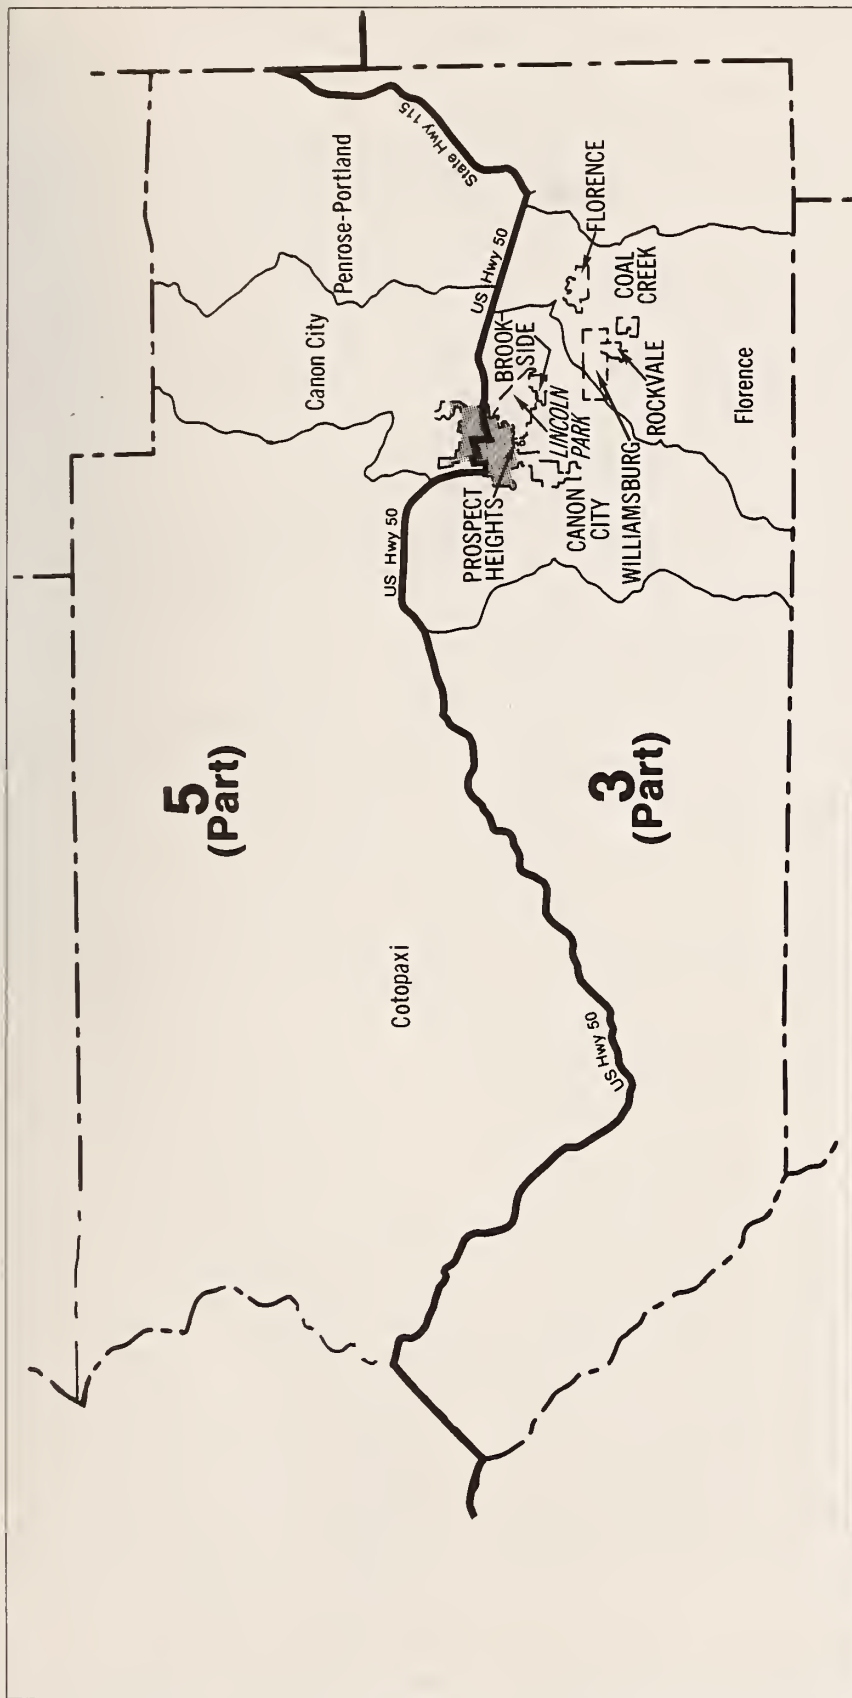 5
(Part)
Canon City
Penrose-Portland
State Hwy 115
Cotopaxi
US Hwy 50
US Hwy 50
PROSPECT
HEIGHTS
BROOK-
SIDE
LINCOLN
PARK
FLORENCE
CANON
CITY
WILLIAMSBURG
ROCKVALE
COAL
CREEK
3
(Part)
US Hwy 50
Florence